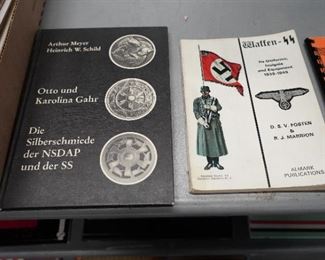 Arthur Meyer
Heinrich W. Schild
Otto und
Karolina Gahr
Die
Silberschmiede
der NSDAP
und der SS
Waffen-SS
Its Uniforms,
Insignia
and Equipment
1938-1945
D. S. V. FOSTEN
&
R. J. MARRION
ALMARK
PUBLICATIONS